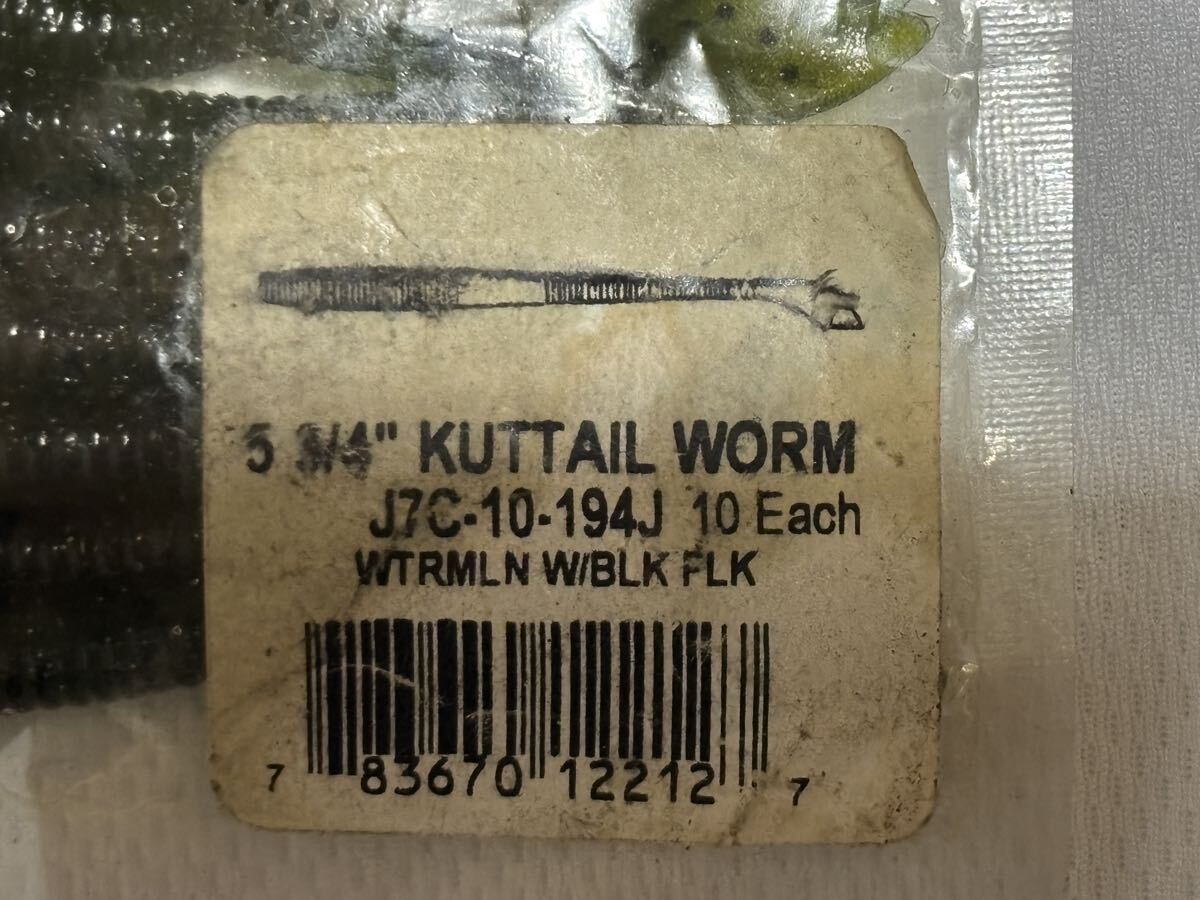 5 3/4" KUTTAIL WORM
J7C-10-194J 10 Each
WTRMLN W/BLK FLK
7 83670 12212 7